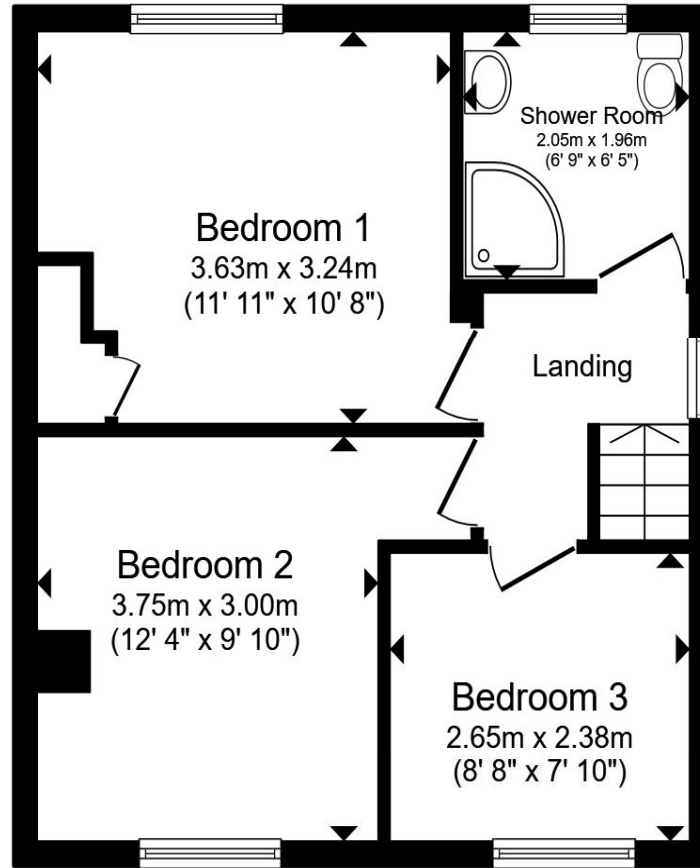 Shower Room
2.05m x 1.96m
(6' 9" x 6' 5")
Bedroom 1
3.63m x 3.24m
(11' 11" x 10' 8")
Landing
Bedroom 2
3.75m x 3.00m
(12' 4" x 9' 10")
Bedroom 3
2.65m x 2.38m
(8' 8" x 7' 10")